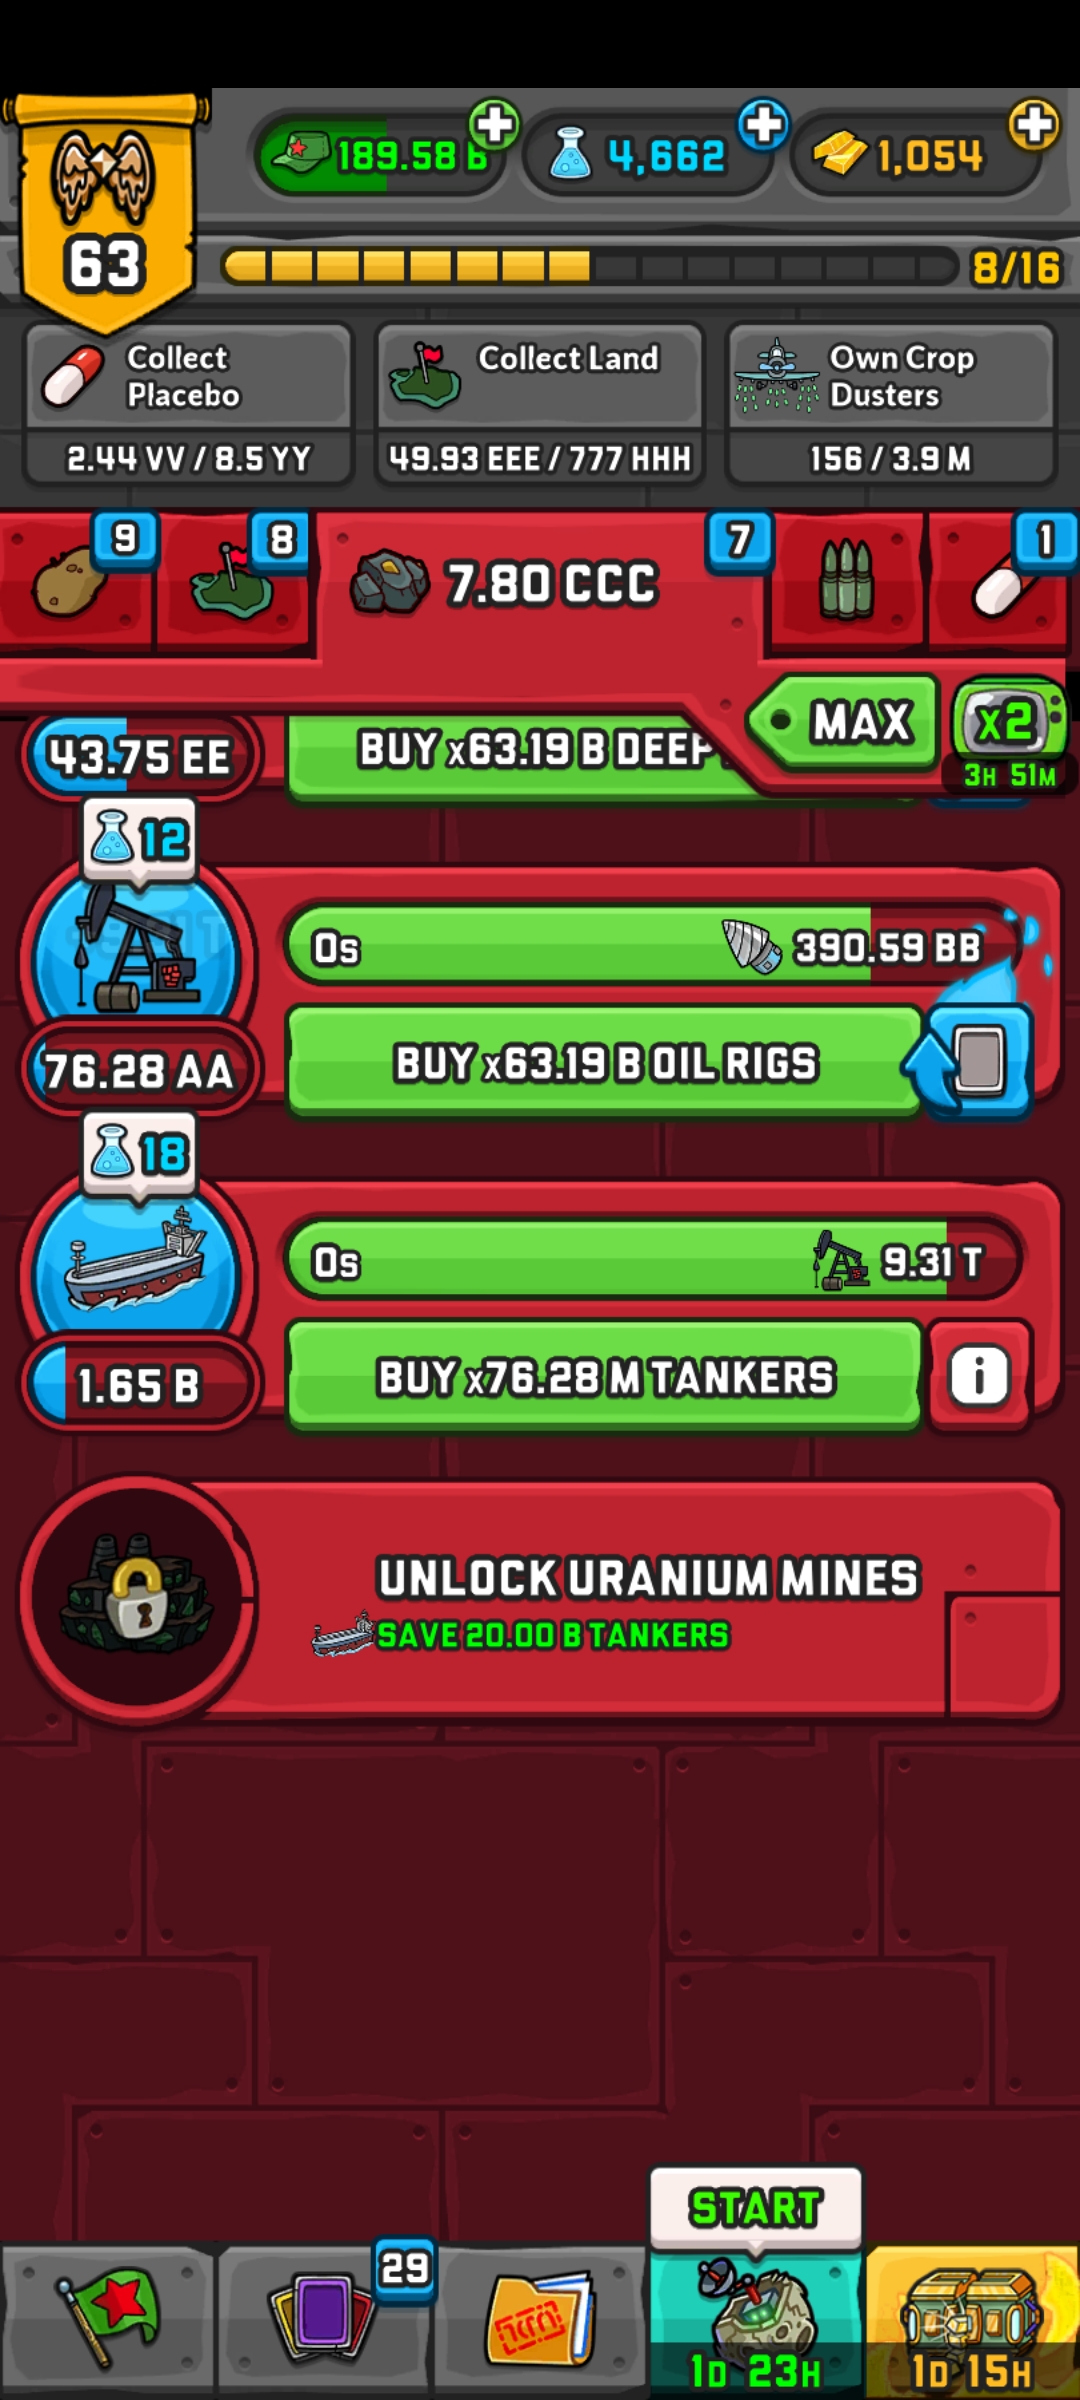 189.58 B
4,662
1,054
63
8/16
Collect
Placebo
2.44 VV / 8.5 YY
Collect Land
49.93 EEE / 777 HHH
Own Crop
Dusters
156 / 3.9 M
9
8
7.80 CCC
7
1
MAX
x2
3H 51M
43.75 EE
BUY x63.19 B DEEP
12
0s
390.59 BB
76.28 AA
BUY x63.19 B OIL RIGS
18
0s
9.31 T
1.65 B
BUY x76.28 M TANKERS
i
UNLOCK URANIUM MINES
SAVE 20.00 B TANKERS
START
29
1D 23H
1D 15H